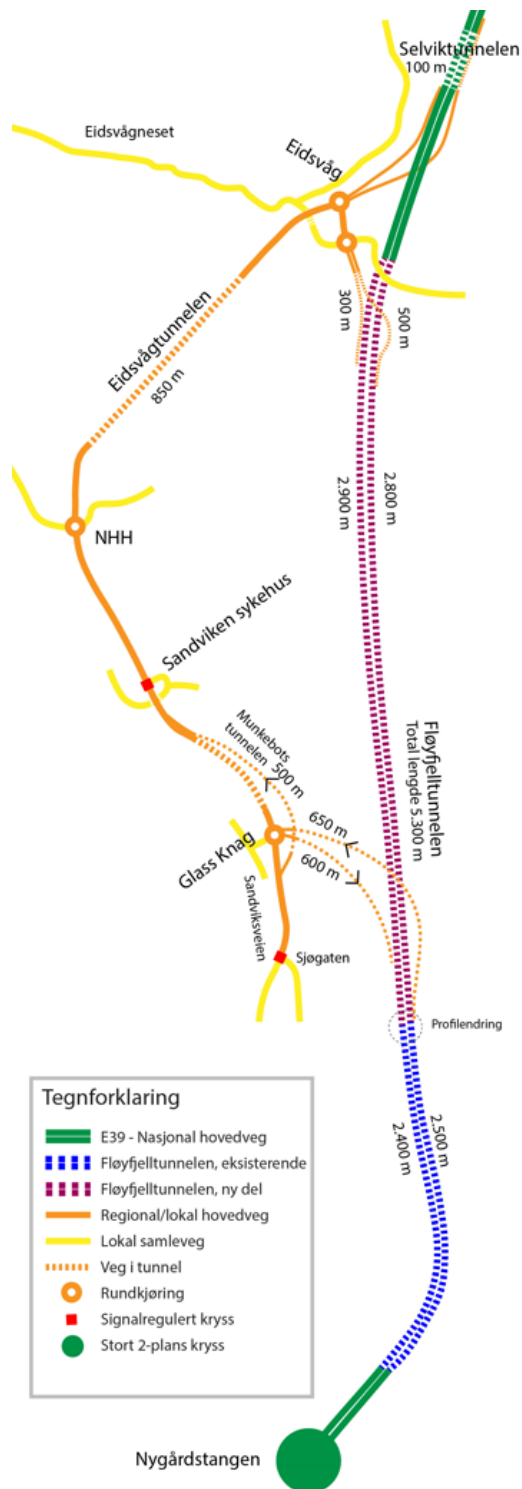 Selviktunnelen
100 m
Eidsvågneset
Eidsvåg
300 m
500 m
Eidsvågtunnelen
850 m
2.900 m
2.800 m
NHH
Sandviken sykehus
Munkebots
tunnelen 500 m
Fløyfjelltunnelen
Total lengde 5.300 m
650 m
600 m
Glass Knag
Sandviksveien
Sjøgaten
Profilendring
2.400 m
2.500 m
Tegnforklaring
E39 - Nasjonal hovedveg
Fløyfjelltunnelen, eksisterende
Fløyfjelltunnelen, ny del
Regional/lokal hovedveg
Lokal samleveg
Veg i tunnel
Rundkjøring
Signalregulert kryss
Stort 2-plans kryss
Nygårdstangen